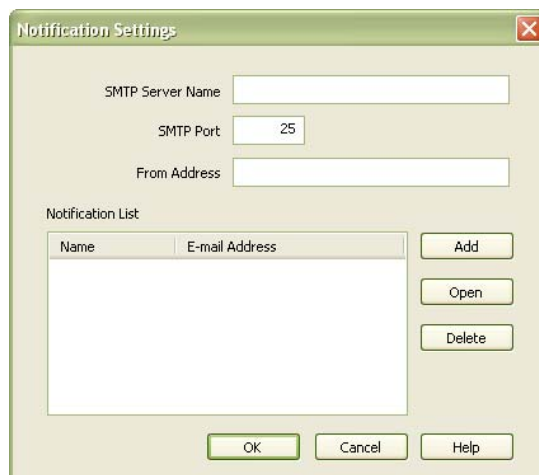 Notification Settings
SMTP Server Name
SMTP Port 25
From Address
Notification List
Name E-mail Address
Add
Open
Delete
OK Cancel Help